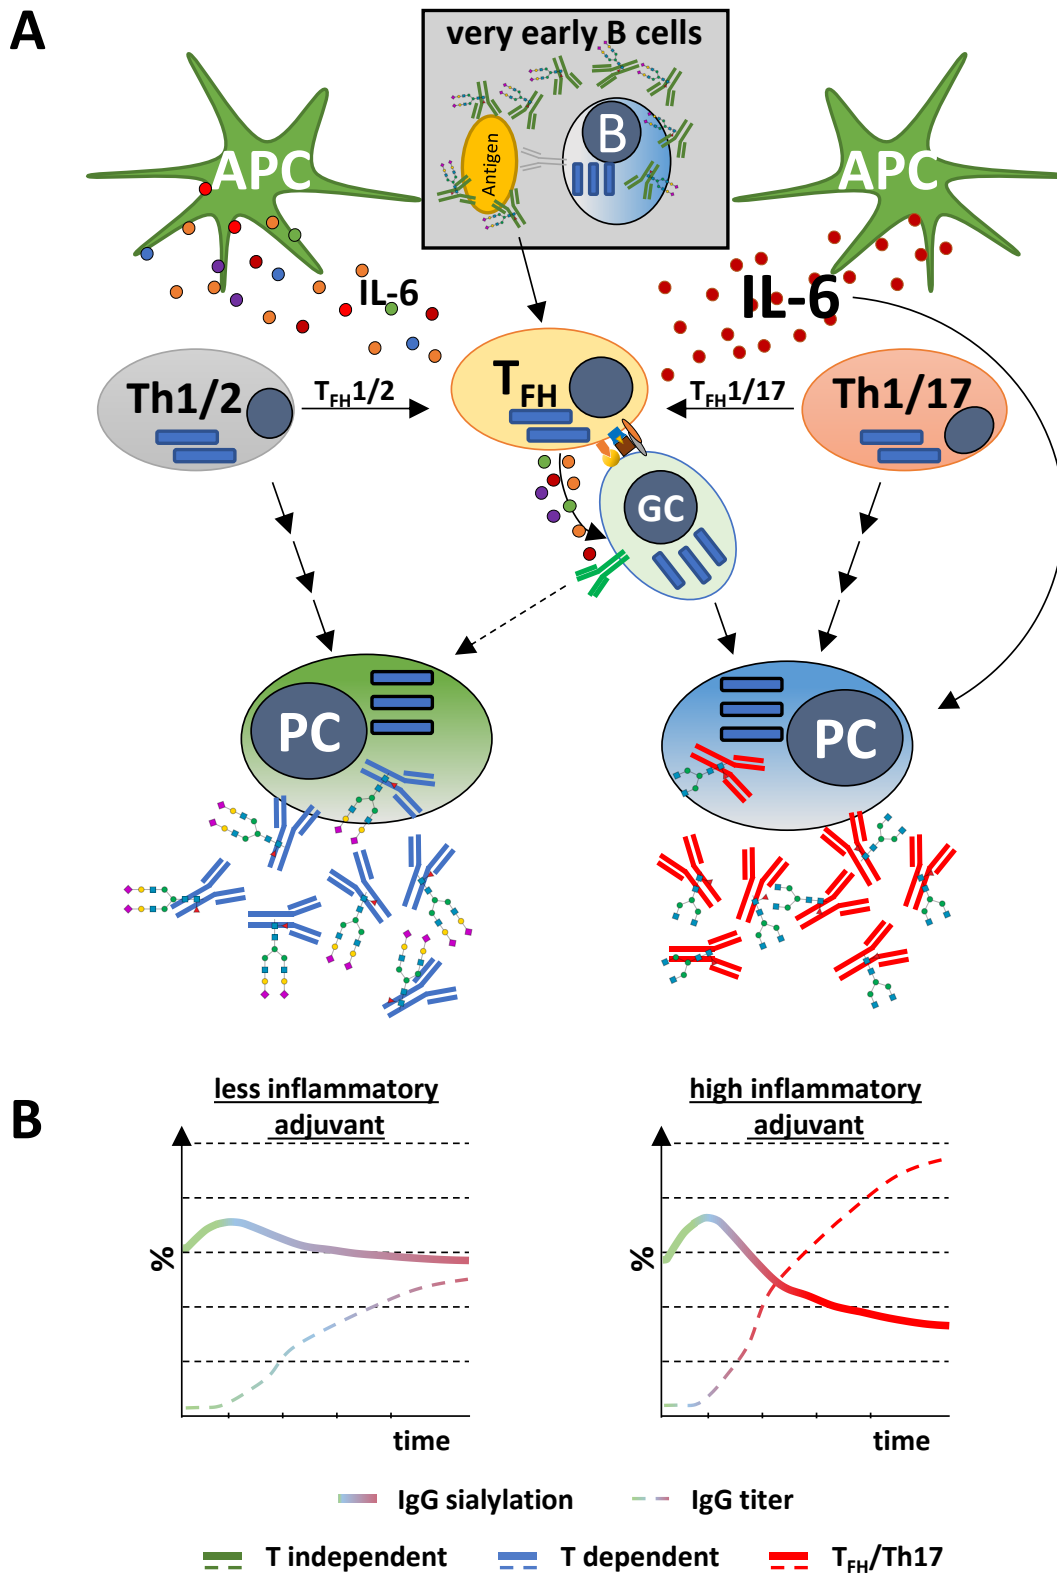 A
very early B cells
APC
APC
B
Antigen
IL-6
IL-6
Th1/2
TFH1/2
TFH
TFH1/17
Th1/17
GC
PC
PC
B
less inflammatory
adjuvant
high inflammatory
adjuvant
%
%
time
time
IgG sialylation
IgG titer
T independent
T dependent
TFH/Th17